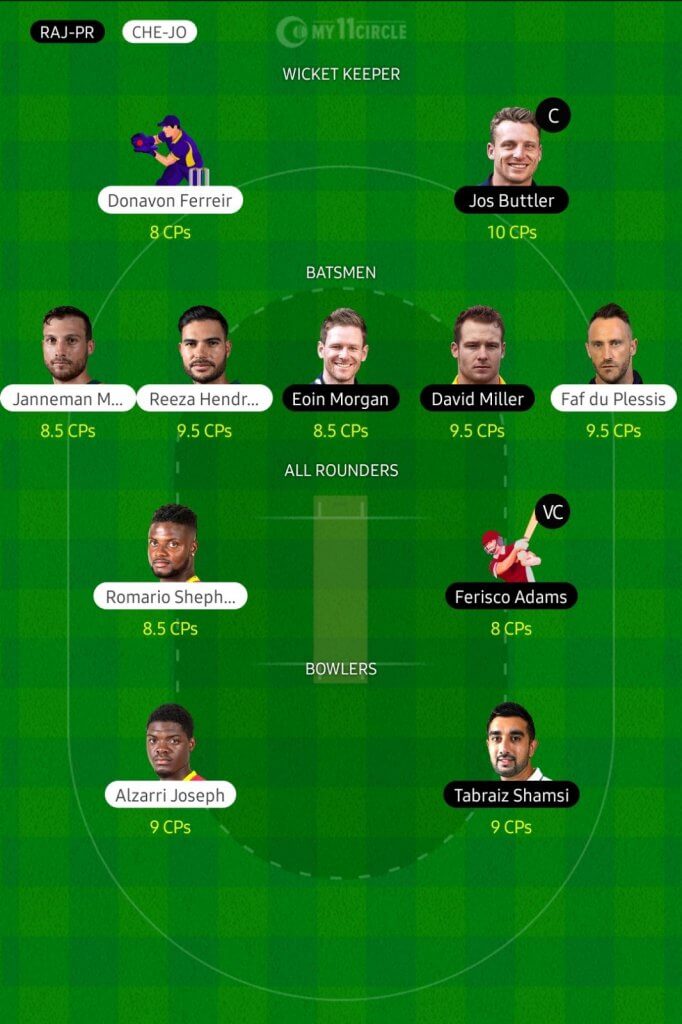 RAJ-PR CHE-JO MY11CIRCLE
WICKET KEEPER
C
Donavon Ferreir Jos Buttler
8 CPs 10 CPs
BATSMEN
Janneman M... Reeza Hendr... Eoin Morgan David Miller Faf du Plessis
8.5 CPs 9.5 CPs 8.5 CPs 9.5 CPs 9.5 CPs
ALL ROUNDERS
VC
Romario Sheph... Ferisco Adams
8.5 CPs 8 CPs
BOWLERS
Alzarri Joseph Tabraiz Shamsi
9 CPs 9 CPs